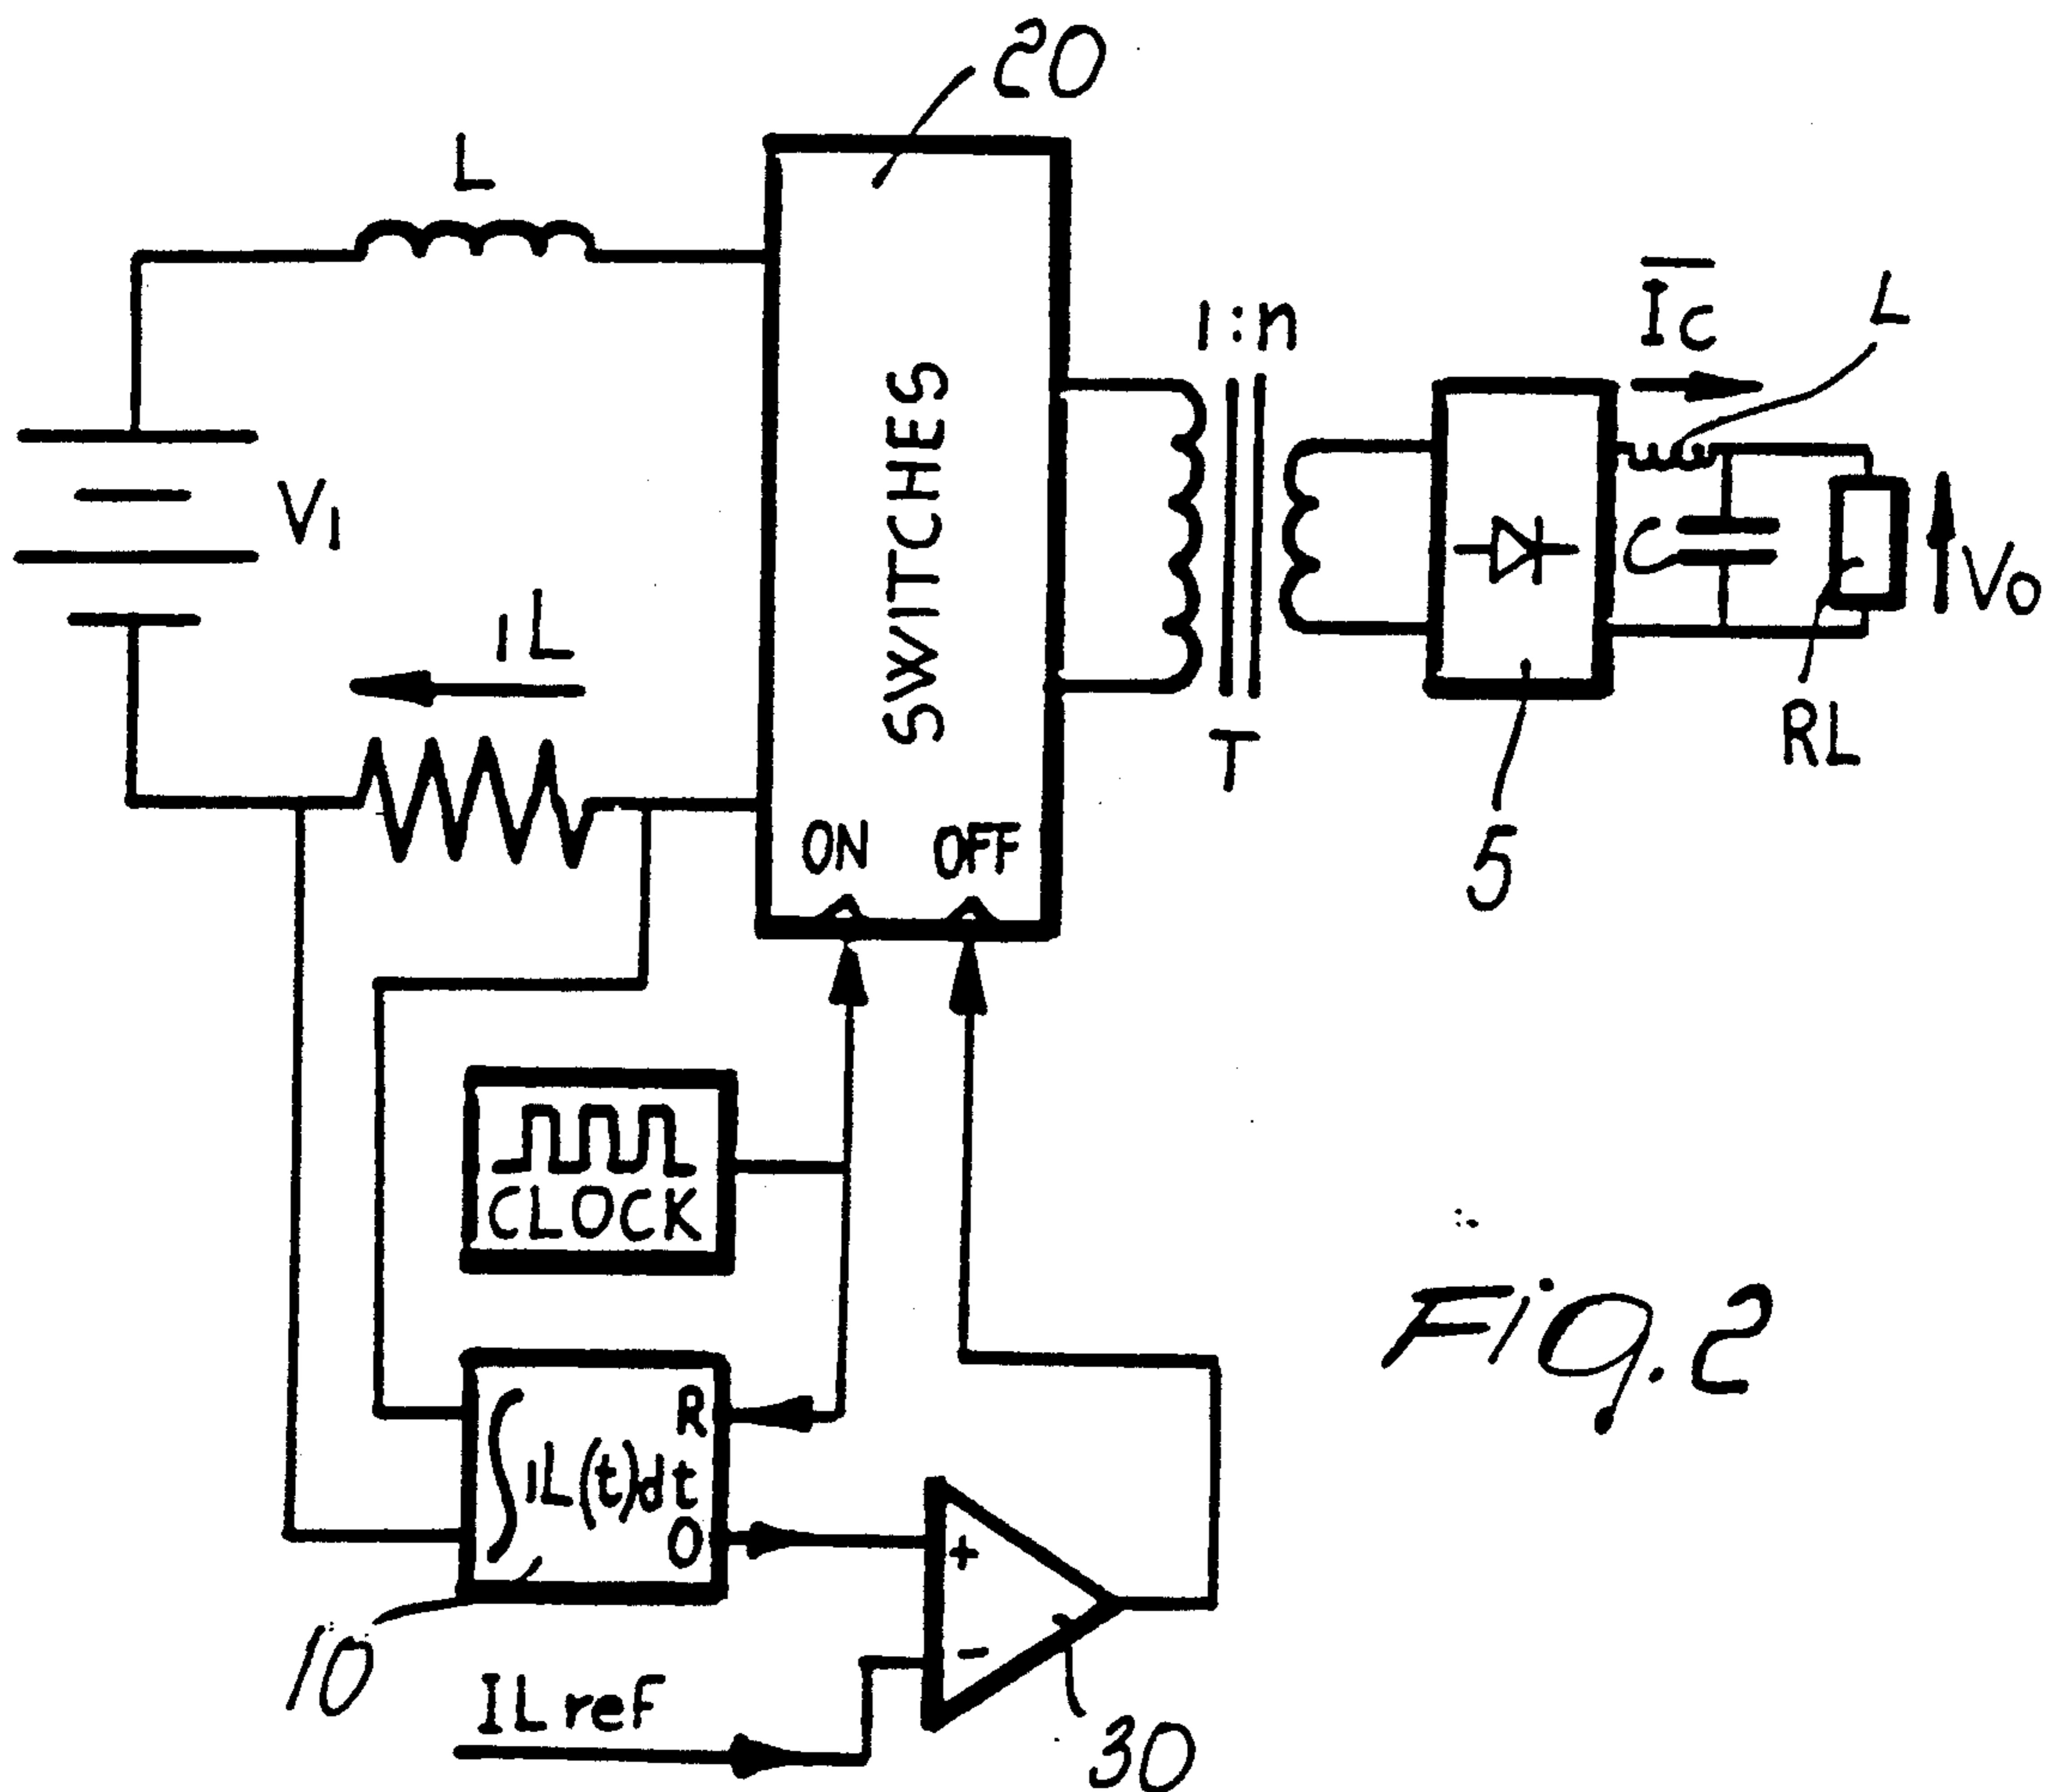 20
L
1:n
Ic
L
V1
SWITCHES
C
Vo
iL
T
RL
5
ON OFF
CLOCK
R
∫iL(t)dt
O
+
-
10
ILref
30
Fig. 2